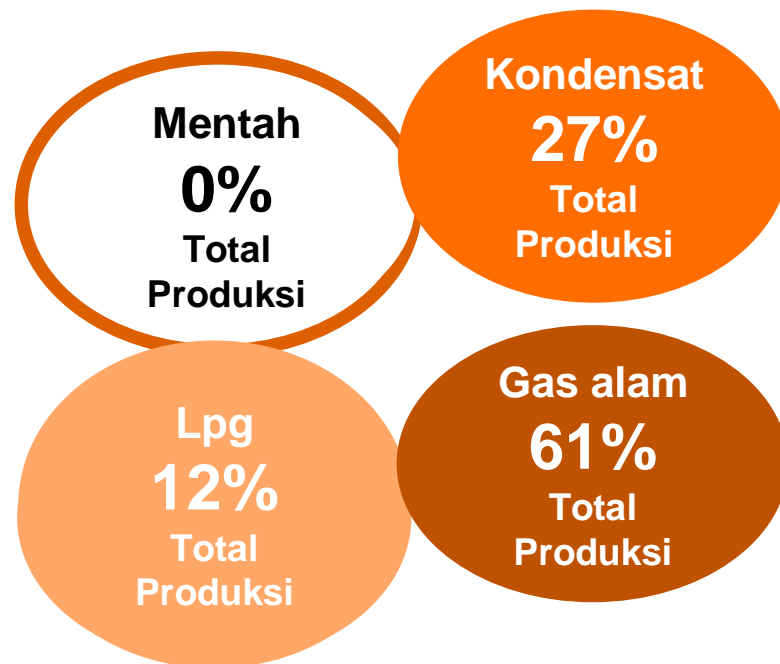 Mentah
0%
Total
Produksi
Kondensat
27%
Total
Produksi
Lpg
12%
Total
Produksi
Gas alam
61%
Total
Produksi